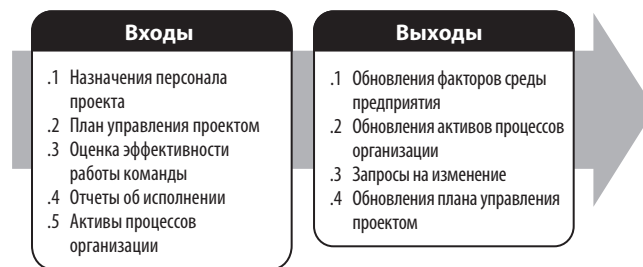 Входы
.1 Назначения персонала
проекта
.2 План управления проектом
.3 Оценка эффективности
работы команды
.4 Отчеты об исполнении
.5 Активы процессов
организации
Выходы
.1 Обновления факторов среды
предприятия
.2 Обновления активов процессов
организации
.3 Запросы на изменение
.4 Обновления плана управления
проектом